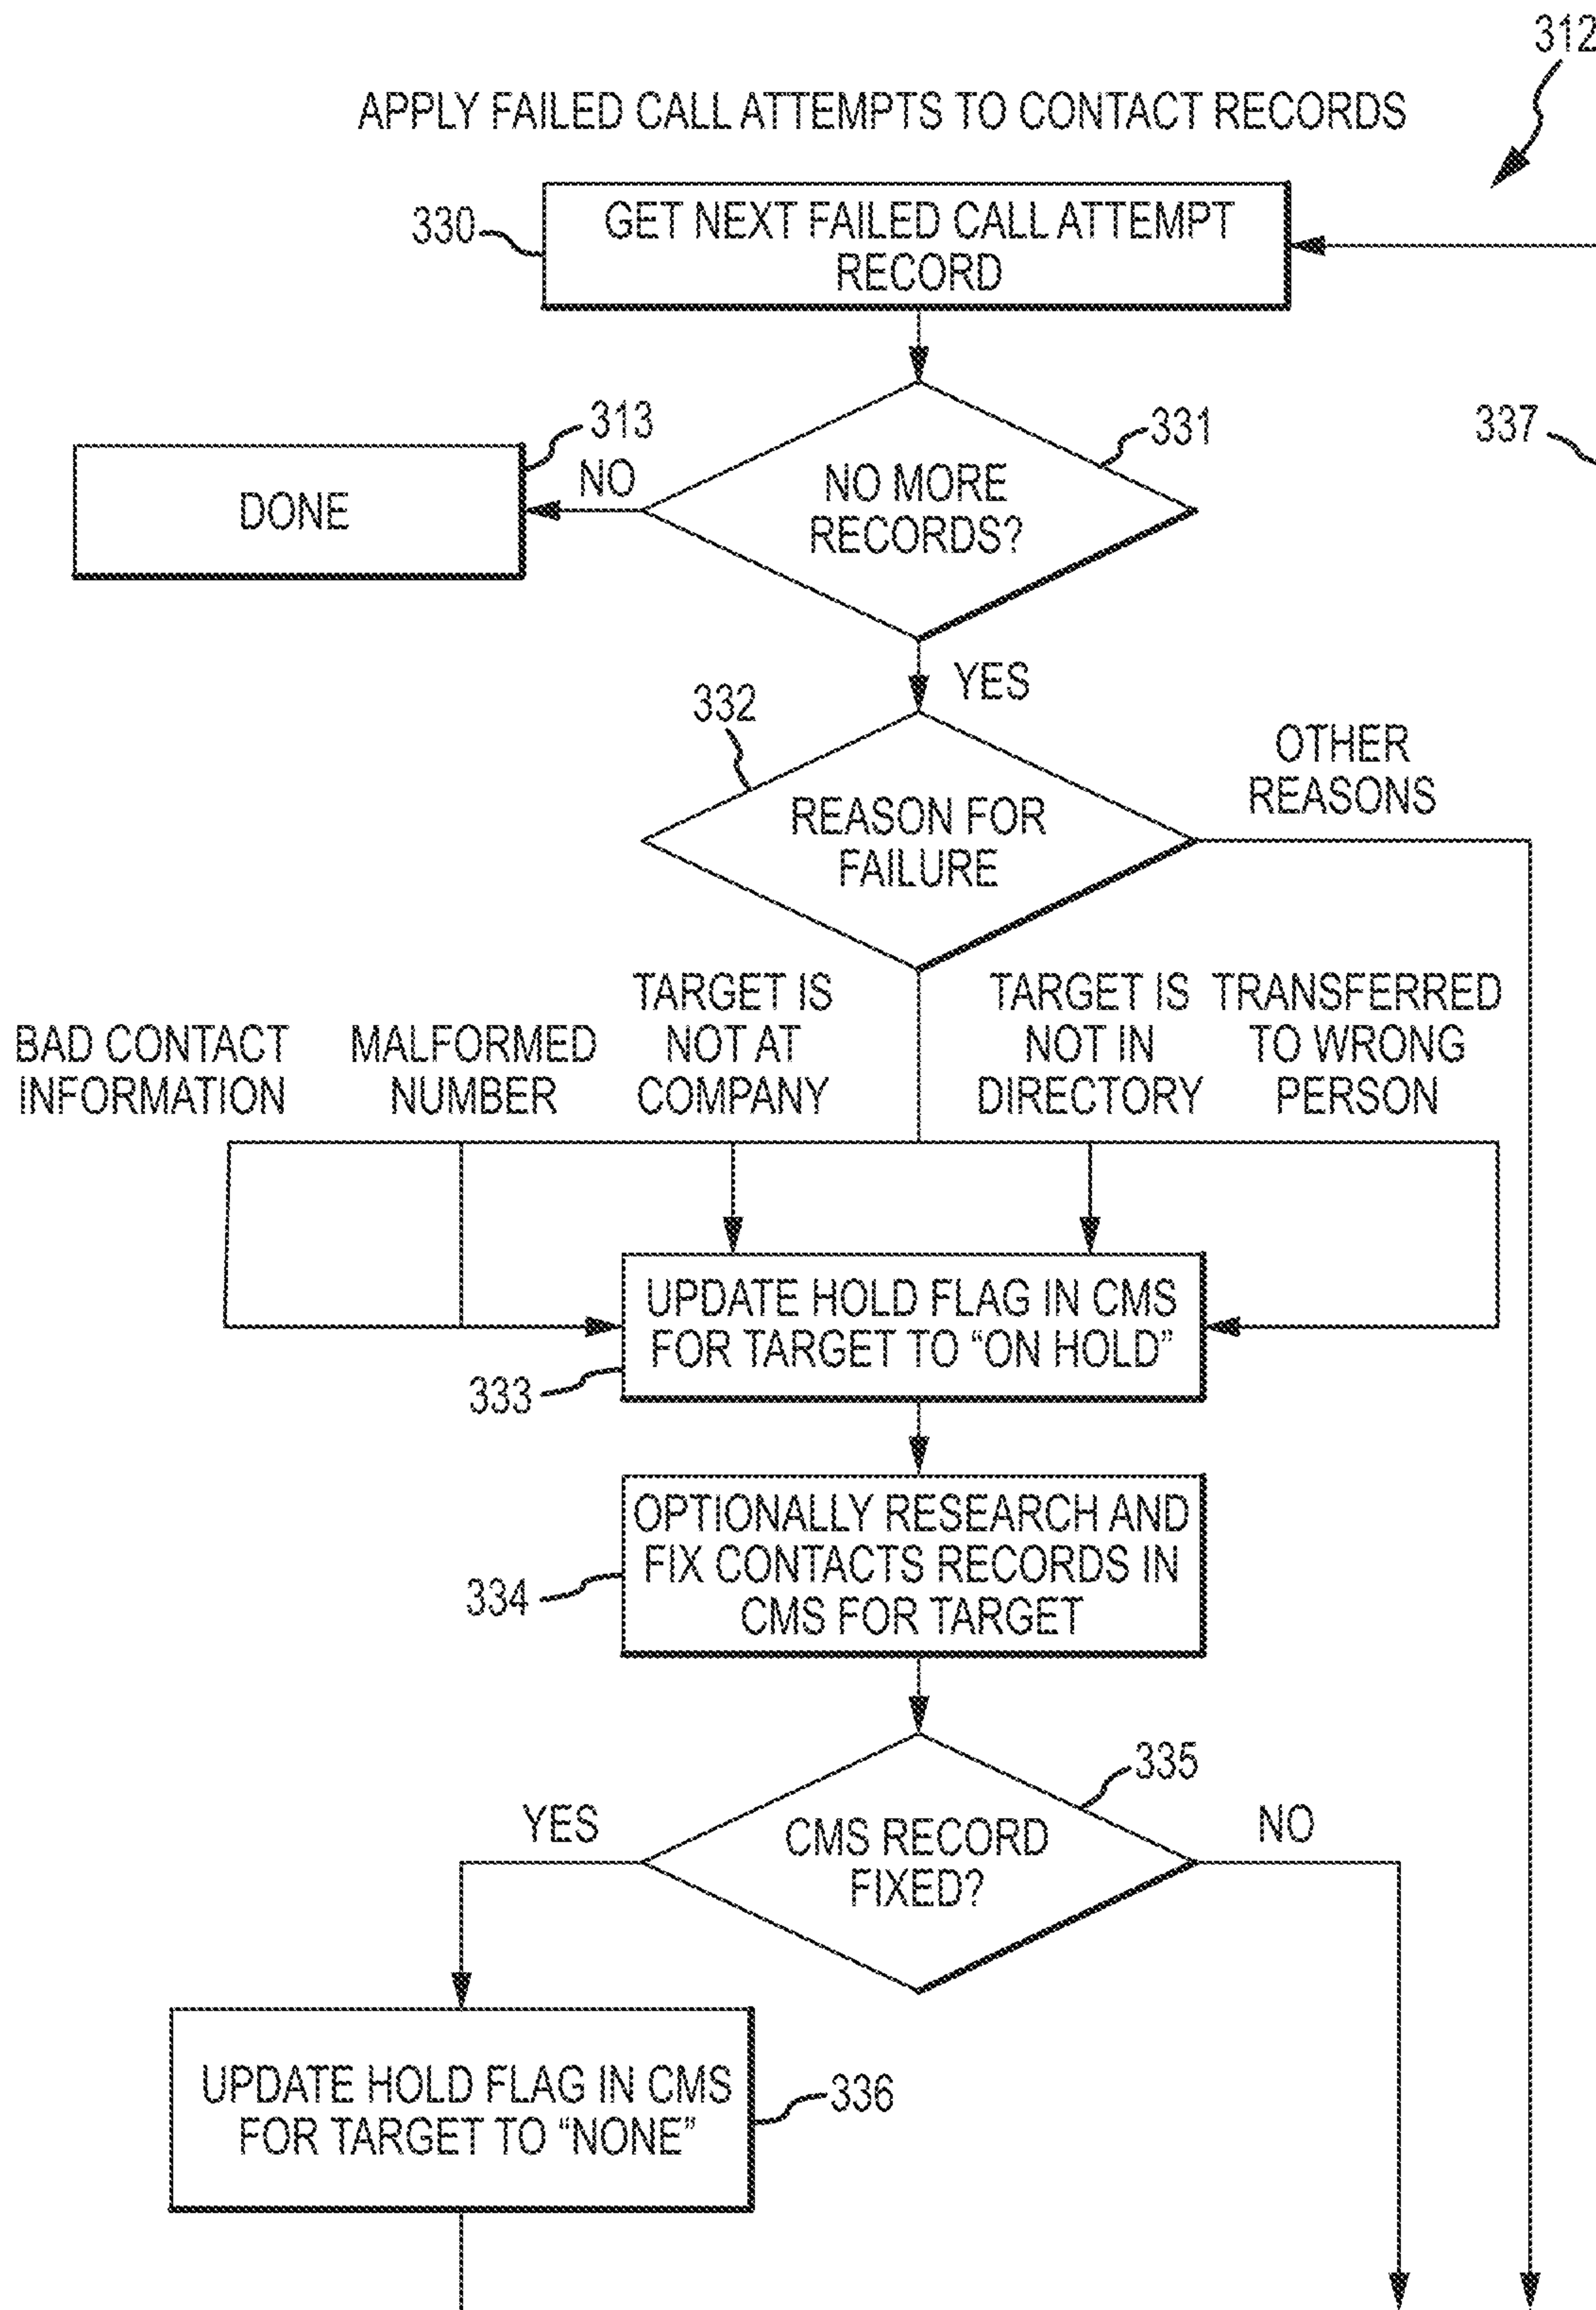 312
APPLY FAILED CALL ATTEMPTS TO CONTACT RECORDS
330
GET NEXT FAILED CALL ATTEMPT
RECORD
313
331
337
NO
DONE
NO MORE
RECORDS?
YES
332
OTHER
REASONS
REASON FOR
FAILURE
BAD CONTACT
INFORMATION
MALFORMED
NUMBER
TARGET IS
NOT AT
COMPANY
TARGET IS
NOT IN
DIRECTORY
TRANSFERRED
TO WRONG
PERSON
UPDATE HOLD FLAG IN CMS
FOR TARGET TO “ON HOLD”
333
OPTIONALLY RESEARCH AND
FIX CONTACTS RECORDS IN
CMS FOR TARGET
334
335
YES
NO
CMS RECORD
FIXED?
UPDATE HOLD FLAG IN CMS
FOR TARGET TO “NONE”
336